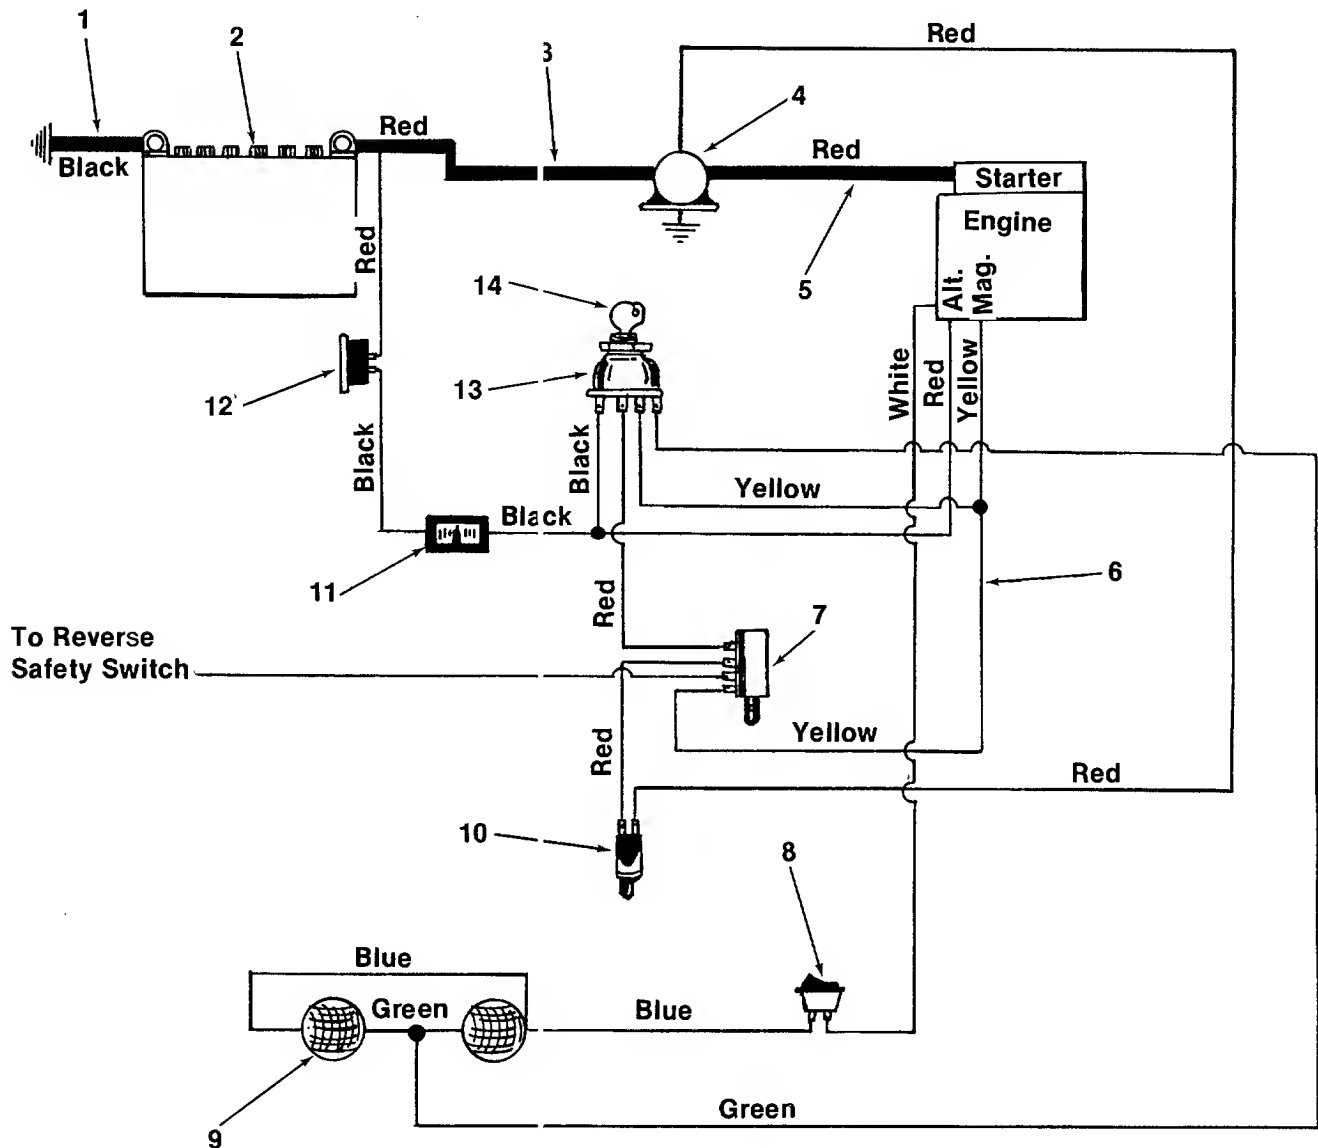 1
2
3
Red
4
Red
Red
Black
Starter
Engine
Alt.
Mag.
5
Red
14
13
12
White
Red
Yellow
Black
Black
Yellow
Black
11
6
Red
7
To Reverse
Safety Switch
Yellow
Red
Red
10
8
Blue
Green
Blue
9
Green